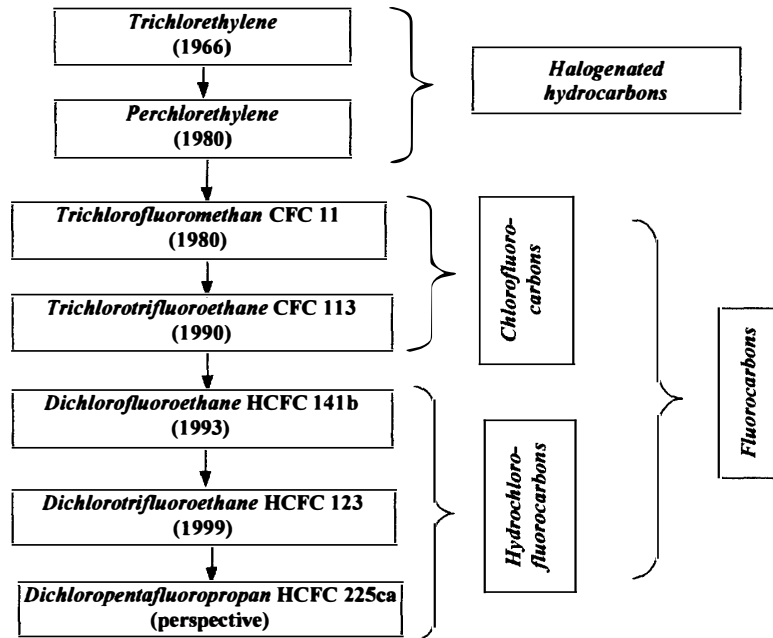 Trichlorethylene
(1966)
Perchlorethylene
(1980)
Halogenated
hydrocarbons
Trichlorofluoromethan CFC 11
(1980)
Trichlorotrifluoroethane CFC 113
(1990)
Chlorofluoro-
carbons
Dichlorofluoroethane HCFC 141b
(1993)
Dichlorotrifluoroethane HCFC 123
(1999)
Dichloropentafluoropropan HCFC 225ca
(perspective)
Hydrochloro-
fluorocarbons
Fluorocarbons